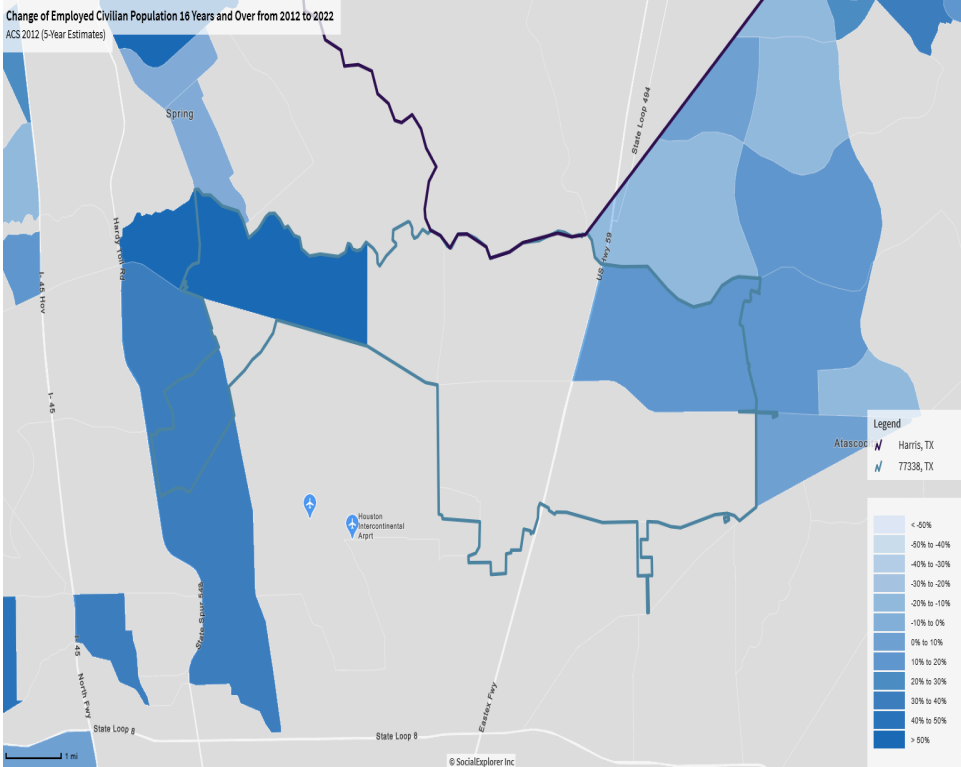 Change of Employed Civilian Population 16 Years and Over from 2012 to 2022
ACS 2012 (5-Year Estimates)
State Loop 494
Spring
Hardy Toll Rd
US Hwy 59
I- 45 Hov
I- 45
Legend
Harris, TX
77338, TX
Atascoci
Houston
Intercontinental
Arprt
< -50%
-50% to -40%
-40% to -30%
-30% to -20%
-20% to -10%
-10% to 0%
0% to 10%
10% to 20%
20% to 30%
30% to 40%
40% to 50%
> 50%
State Spur 548
I- 45
North Fwy
Eastex Fwy
State Loop 8
State Loop 8
1 mi
© SocialExplorer Inc